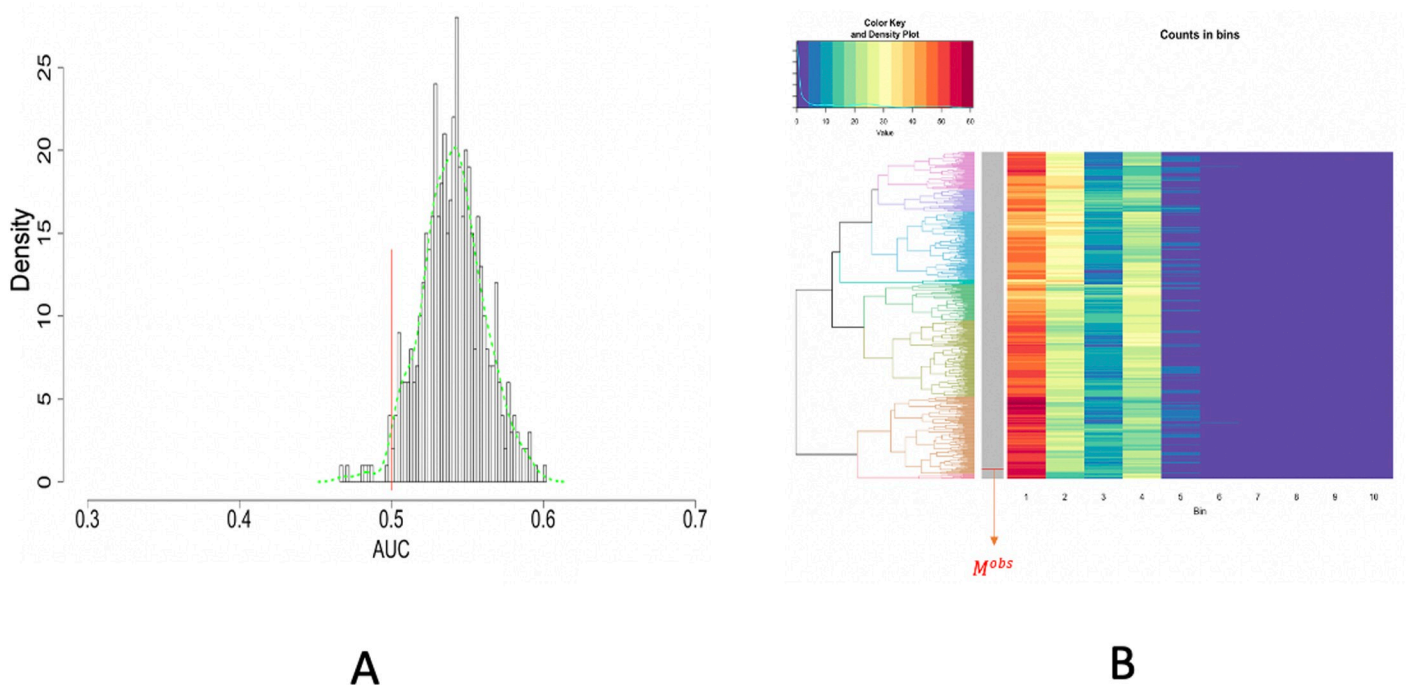 Density
25
20
15
10
5
0
0.3 0.4 0.5 0.6 0.7
AUC
A
Color Key
and Density Plot
0 10 20 30 40 50 60
Value
Counts in bins
1 2 3 4 5 6 7 8 9 10
Bin
M^obs
B